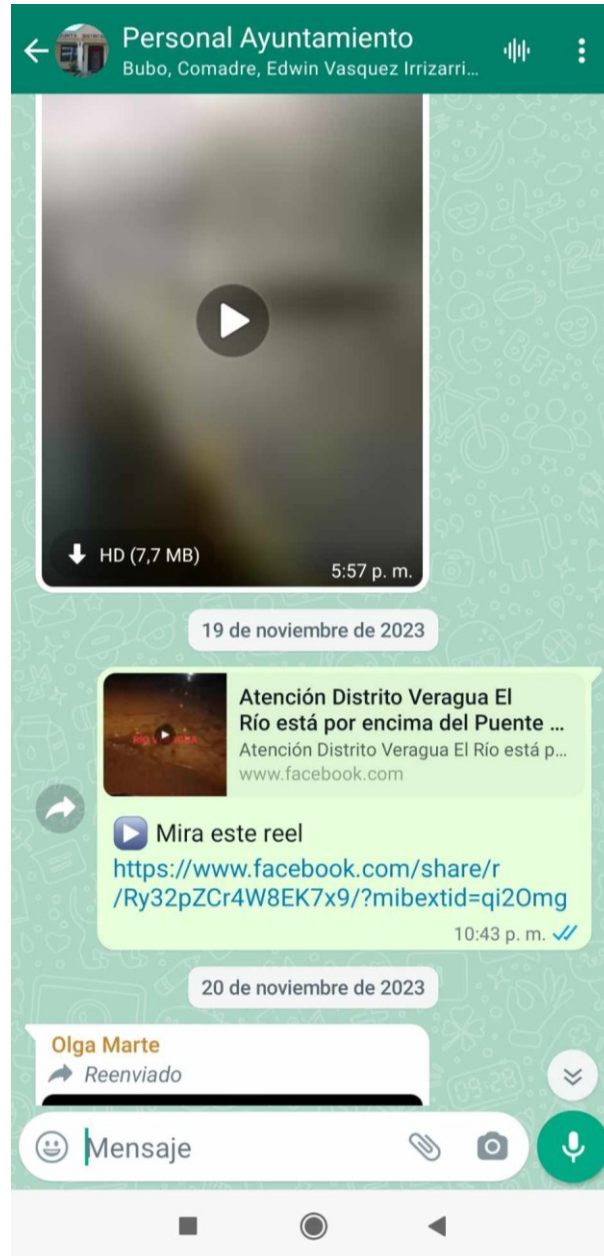 Personal Ayuntamiento
Bubo, Comadre, Edwin Vasquez Irrizarri...
HD (7,7 MB)
5:57 p. m.
19 de noviembre de 2023
Atención Distrito Veragua El
Río está por encima del Puente ...
Atención Distrito Veragua El Río está p...
www.facebook.com
Mira este reel
https://www.facebook.com/share/r
/Ry32pZCr4W8EK7x9/?mibextid=qi2Omg
10:43 p. m.
20 de noviembre de 2023
Olga Marte
Reenviado
Mensaje